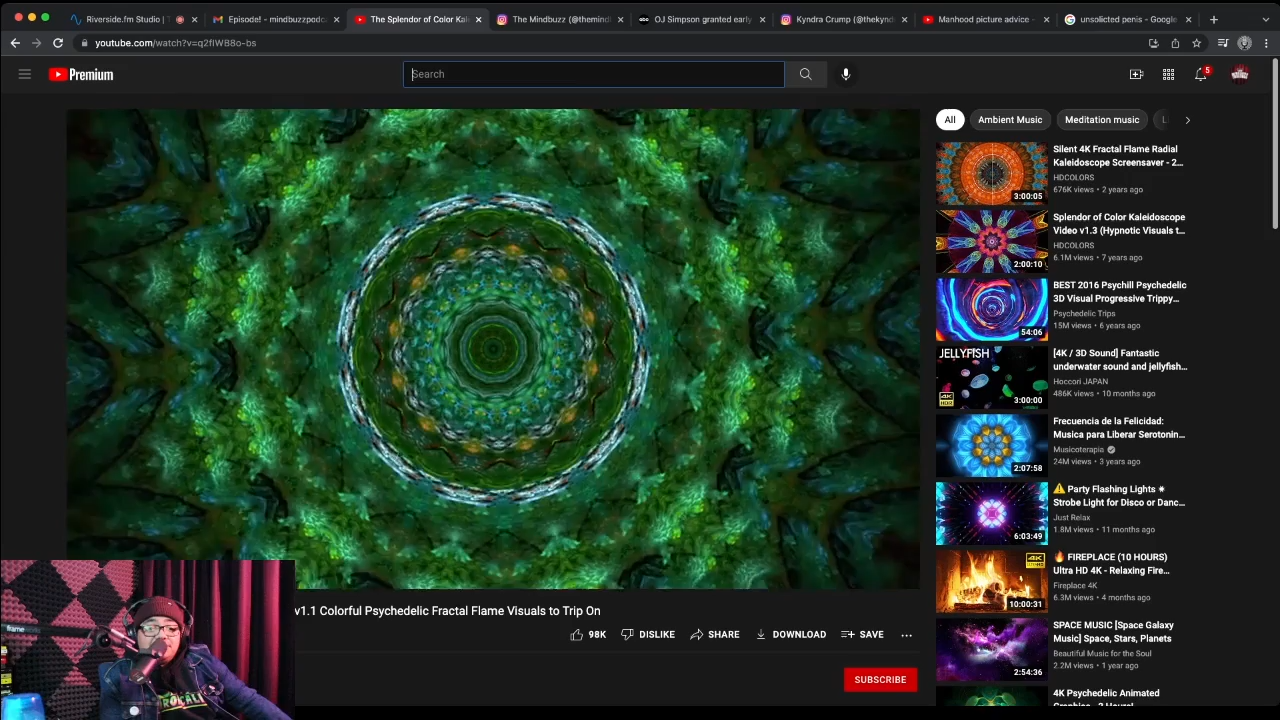 Riverside.fm Studio | T
Episode! - mindbuzzpodc
The Splendor of Color Kal
The Mindbuzz (@themind
OJ Simpson granted early
Kyndra Crump (@thekynd
Manhood picture advice -
unsolicted penis - Google
youtube.com/watch?v=q2fIWB8o-bs
Premium
Search
5
All
Ambient Music
Meditation music
Silent 4K Fractal Flame Radial
Kaleidoscope Screensaver - 2...
HDCOLORS
676K views • 2 years ago
3:00:05
Splendor of Color Kaleidoscope
Video v1.3 (Hypnotic Visuals t...
HDCOLORS
6.1M views • 7 years ago
2:00:10
BEST 2016 Psychill Psychedelic
3D Visual Progressive Trippy...
Psychedelic Trips
15M views • 6 years ago
54:06
JELLYFISH
4K
HDR
[4K / 3D Sound] Fantastic
underwater sound and jellyfish...
Hoccori JAPAN
486K views • 10 months ago
3:00:00
Frecuencia de la Felicidad:
Musica para Liberar Serotonin...
Musicoterapia
24M views • 3 years ago
2:07:58
Party Flashing Lights ✷
Strobe Light for Disco or Danc...
Just Relax
1.8M views • 11 months ago
6:03:49
4K
FIREPLACE (10 HOURS)
Ultra HD 4K - Relaxing Fire...
Fireplace 4K
6.3M views • 4 months ago
10:00:31
SPACE MUSIC [Space Galaxy
Music] Space, Stars, Planets
Beautiful Music for the Soul
2.2M views • 1 year ago
2:54:36
4K Psychedelic Animated
Graphics - 2 Hours!
v1.1 Colorful Psychedelic Fractal Flame Visuals to Trip On
98K
DISLIKE
SHARE
DOWNLOAD
SAVE
SUBSCRIBE
frame